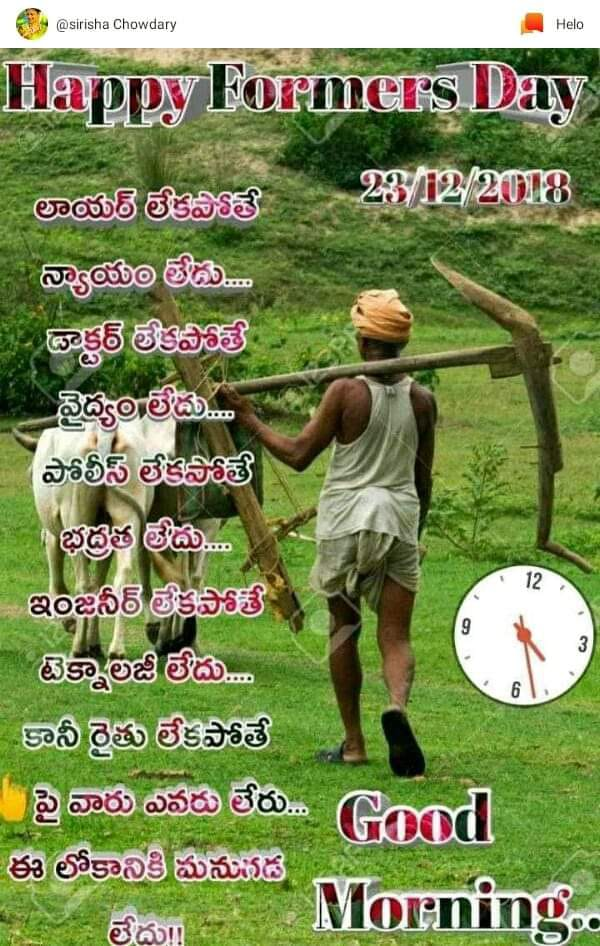 @sirisha Chowdary
Helo
Happy Formers Day
23/12/2018
లాయర్ లేకపోతే
న్యాయం లేదు....
డాక్టర్ లేకపోతే
వైద్యం లేదు....
పోలీస్ లేకపోతే
భద్రత లేదు....
ఇంజనీర్ లేకపోతే
టెక్నాలజీ లేదు....
కానీ రైతు లేకపోతే
👆పై వారు ఎవరు లేరు...
ఈ లోకానికి మనుగడ
లేదు!!
12
9
3
6
Good
Morning..